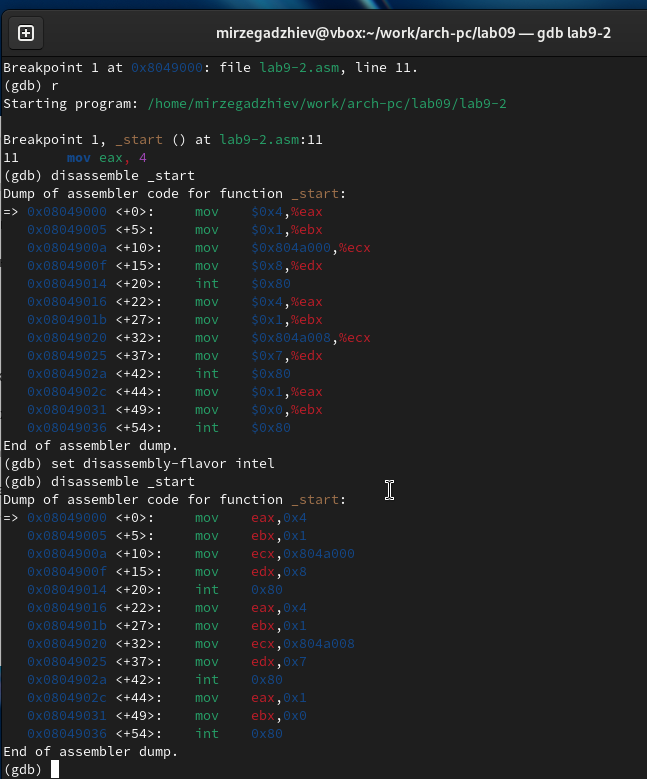 mirzegadzhiev@vbox:~/work/arch-pc/lab09 — gdb lab9-2
Breakpoint 1 at 0x8049000: file lab9-2.asm, line 11.
(gdb) r
Starting program: /home/mirzegadzhiev/work/arch-pc/lab09/lab9-2
Breakpoint 1, _start () at lab9-2.asm:11
11      mov eax, 4
(gdb) disassemble _start
Dump of assembler code for function _start:
=> 0x08049000 <+0>:     mov    $0x4,%eax
   0x08049005 <+5>:     mov    $0x1,%ebx
   0x0804900a <+10>:    mov    $0x804a000,%ecx
   0x0804900f <+15>:    mov    $0x8,%edx
   0x08049014 <+20>:    int    $0x80
   0x08049016 <+22>:    mov    $0x4,%eax
   0x0804901b <+27>:    mov    $0x1,%ebx
   0x08049020 <+32>:    mov    $0x804a008,%ecx
   0x08049025 <+37>:    mov    $0x7,%edx
   0x0804902a <+42>:    int    $0x80
   0x0804902c <+44>:    mov    $0x1,%eax
   0x08049031 <+49>:    mov    $0x0,%ebx
   0x08049036 <+54>:    int    $0x80
End of assembler dump.
(gdb) set disassembly-flavor intel
(gdb) disassemble _start
Dump of assembler code for function _start:
=> 0x08049000 <+0>:     mov    eax,0x4
   0x08049005 <+5>:     mov    ebx,0x1
   0x0804900a <+10>:    mov    ecx,0x804a000
   0x0804900f <+15>:    mov    edx,0x8
   0x08049014 <+20>:    int    0x80
   0x08049016 <+22>:    mov    eax,0x4
   0x0804901b <+27>:    mov    ebx,0x1
   0x08049020 <+32>:    mov    ecx,0x804a008
   0x08049025 <+37>:    mov    edx,0x7
   0x0804902a <+42>:    int    0x80
   0x0804902c <+44>:    mov    eax,0x1
   0x08049031 <+49>:    mov    ebx,0x0
   0x08049036 <+54>:    int    0x80
End of assembler dump.
(gdb)